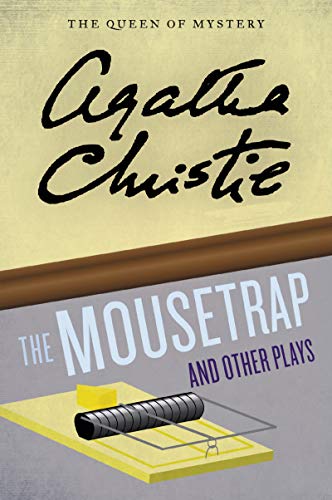 THE QUEEN OF MYSTERY
Agatha
Christie
THE MOUSETRAP
AND OTHER PLAYS